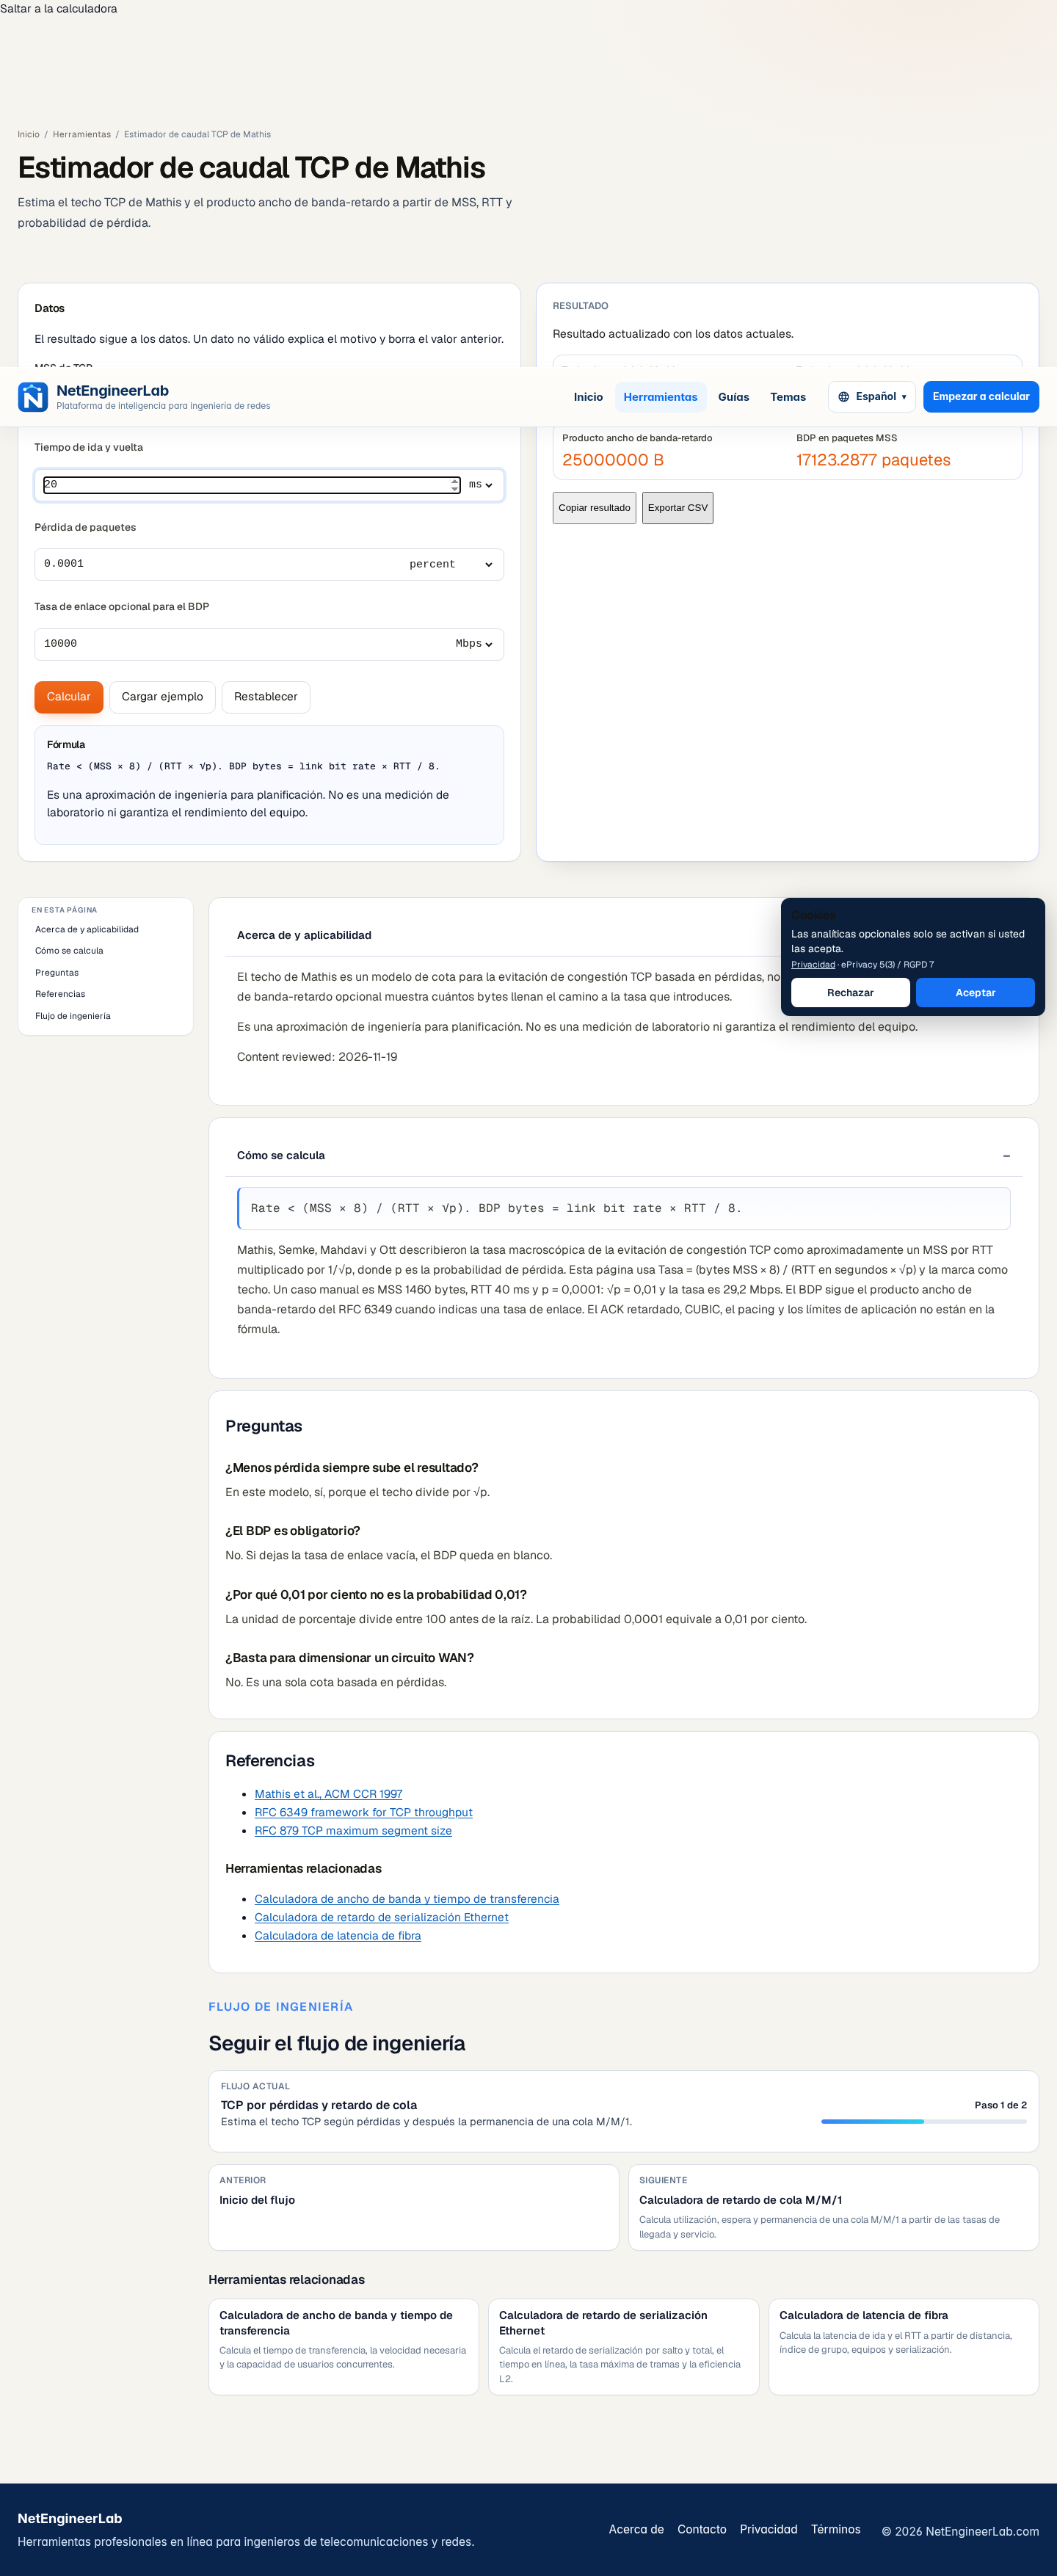 Saltar a la calculadora
Inicio / Herramientas / Estimador de caudal TCP de Mathis
Estimador de caudal TCP de Mathis
Estima el techo TCP de Mathis y el producto ancho de banda-retardo a partir de MSS, RTT y
probabilidad de pérdida.
Datos
El resultado sigue a los datos. Un dato no válido explica el motivo y borra el valor anterior.
RESULTADO
Resultado actualizado con los datos actuales.
NetEngineerLab
Plataforma de inteligencia para ingeniería de redes
Inicio
Herramientas
Guías
Temas
Español
Empezar a calcular
Tiempo de ida y vuelta
20
ms
Pérdida de paquetes
0.0001
percent
Tasa de enlace opcional para el BDP
10000
Mbps
Calcular
Cargar ejemplo
Restablecer
Fórmula
Rate < (MSS × 8) / (RTT × √p). BDP bytes = link bit rate × RTT / 8.
Es una aproximación de ingeniería para planificación. No es una medición de
laboratorio ni garantiza el rendimiento del equipo.
Producto ancho de banda-retardo
25000000 B
BDP en paquetes MSS
17123.2877 paquetes
Copiar resultado
Exportar CSV
EN ESTA PÁGINA
Acerca de y aplicabilidad
Cómo se calcula
Preguntas
Referencias
Flujo de ingeniería
Acerca de y aplicabilidad
El techo de Mathis es un modelo de cota para la evitación de congestión TCP basada en pérdidas, no
de banda-retardo opcional muestra cuántos bytes llenan el camino a la tasa que introduces.
Es una aproximación de ingeniería para planificación. No es una medición de laboratorio ni garantiza el rendimiento del equipo.
Content reviewed: 2026-11-19
Cookies
Las analíticas opcionales solo se activan si usted
las acepta.
Privacidad · ePrivacy 5(3) / RGPD 7
Rechazar
Aceptar
Cómo se calcula
–
Rate < (MSS × 8) / (RTT × √p). BDP bytes = link bit rate × RTT / 8.
Mathis, Semke, Mahdavi y Ott describieron la tasa macroscópica de la evitación de congestión TCP como aproximadamente un MSS por RTT
multiplicado por 1/√p, donde p es la probabilidad de pérdida. Esta página usa Tasa = (bytes MSS × 8) / (RTT en segundos × √p) y la marca como
techo. Un caso manual es MSS 1460 bytes, RTT 40 ms y p = 0,0001: √p = 0,01 y la tasa es 29,2 Mbps. El BDP sigue el producto ancho de
banda-retardo del RFC 6349 cuando indicas una tasa de enlace. El ACK retardado, CUBIC, el pacing y los límites de aplicación no están en la
fórmula.
Preguntas
¿Menos pérdida siempre sube el resultado?
En este modelo, sí, porque el techo divide por √p.
¿El BDP es obligatorio?
No. Si dejas la tasa de enlace vacía, el BDP queda en blanco.
¿Por qué 0,01 por ciento no es la probabilidad 0,01?
La unidad de porcentaje divide entre 100 antes de la raíz. La probabilidad 0,0001 equivale a 0,01 por ciento.
¿Basta para dimensionar un circuito WAN?
No. Es una sola cota basada en pérdidas.
Referencias
Mathis et al., ACM CCR 1997
RFC 6349 framework for TCP throughput
RFC 879 TCP maximum segment size
Herramientas relacionadas
Calculadora de ancho de banda y tiempo de transferencia
Calculadora de retardo de serialización Ethernet
Calculadora de latencia de fibra
FLUJO DE INGENIERÍA
Seguir el flujo de ingeniería
FLUJO ACTUAL
TCP por pérdidas y retardo de cola
Estima el techo TCP según pérdidas y después la permanencia de una cola M/M/1.
Paso 1 de 2
ANTERIOR
Inicio del flujo
SIGUIENTE
Calculadora de retardo de cola M/M/1
Calcula utilización, espera y permanencia de una cola M/M/1 a partir de las tasas de
llegada y servicio.
Herramientas relacionadas
Calculadora de ancho de banda y tiempo de
transferencia
Calcula el tiempo de transferencia, la velocidad necesaria
y la capacidad de usuarios concurrentes.
Calculadora de retardo de serialización
Ethernet
Calcula el retardo de serialización por salto y total, el
tiempo en línea, la tasa máxima de tramas y la eficiencia
L2.
Calculadora de latencia de fibra
Calcula la latencia de ida y el RTT a partir de distancia,
índice de grupo, equipos y serialización.
NetEngineerLab
Herramientas profesionales en línea para ingenieros de telecomunicaciones y redes.
Acerca de
Contacto
Privacidad
Términos
© 2026 NetEngineerLab.com